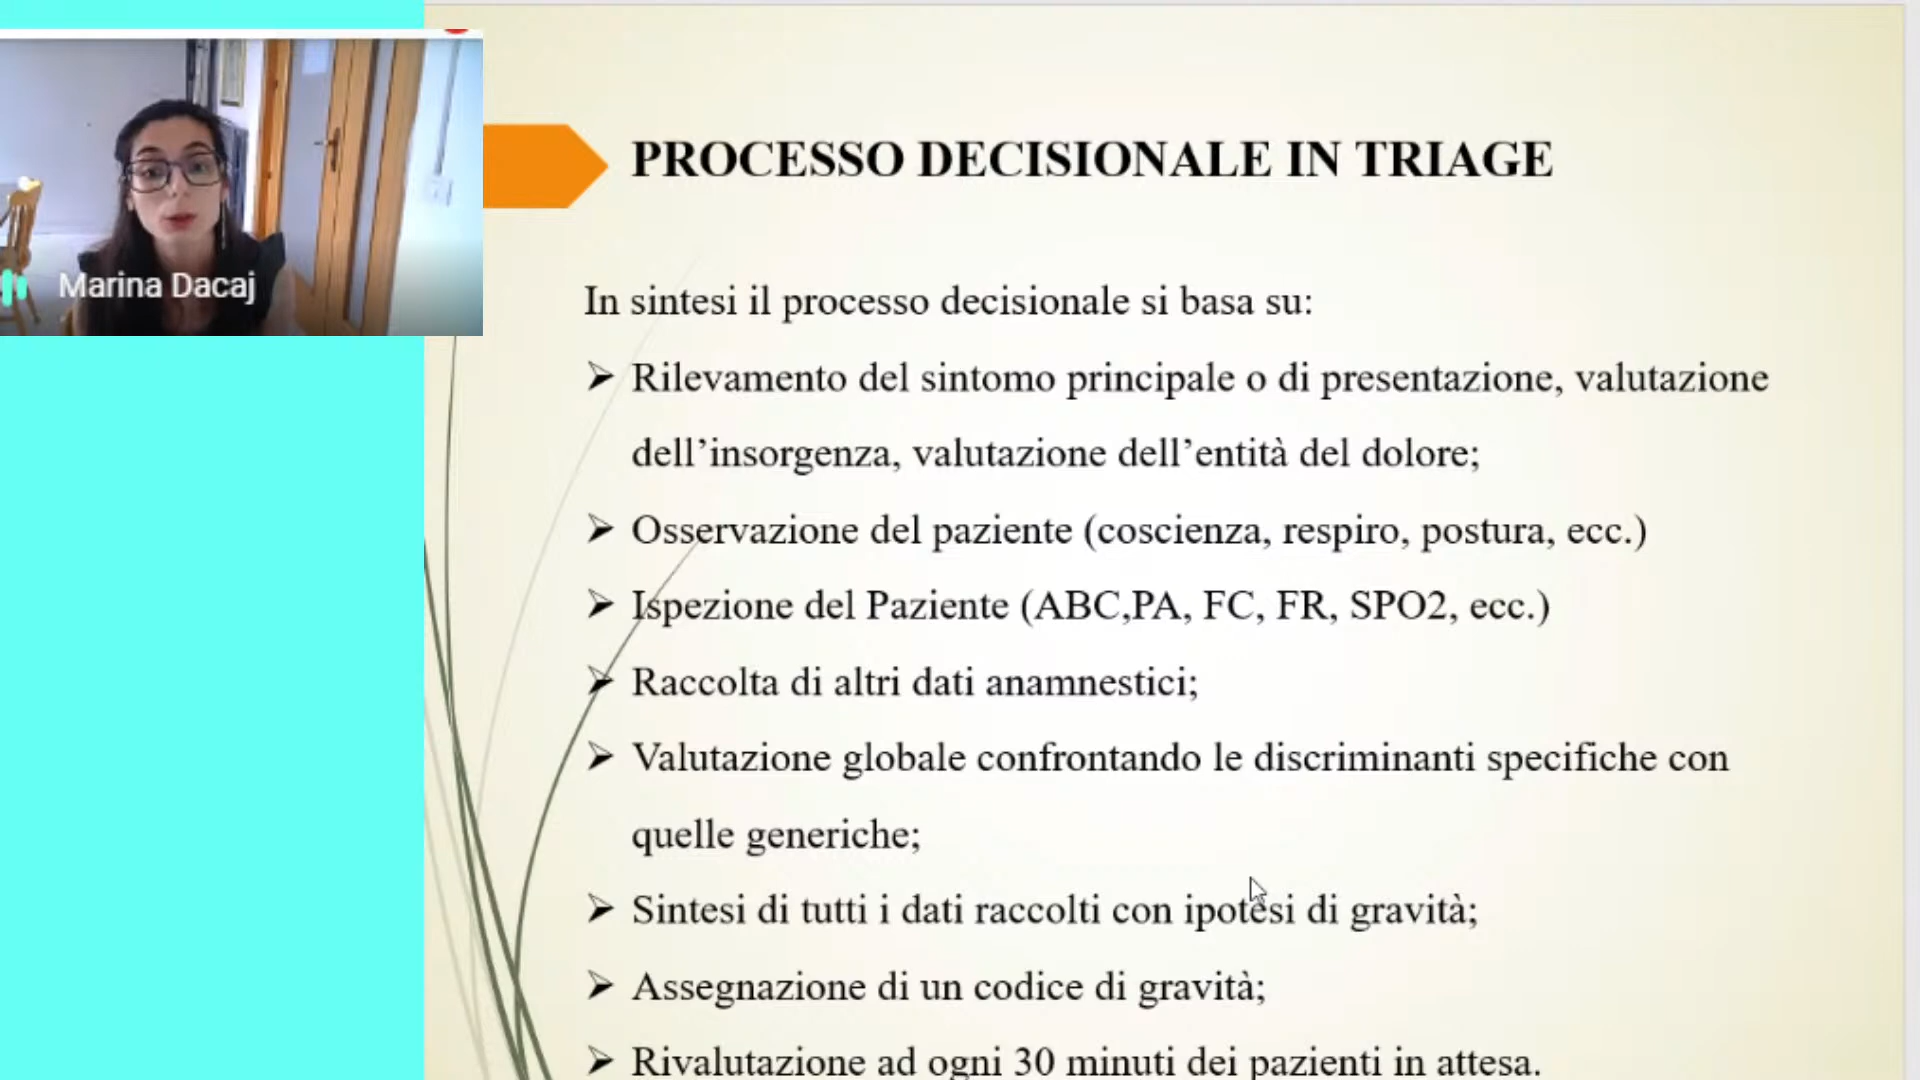 PROCESSO DECISIONALE IN TRIAGE
Marina Dacaj
In sintesi il processo decisionale si basa su:
Rilevamento del sintomo principale o di presentazione, valutazione
dell’insorgenza, valutazione dell’entità del dolore;
Osservazione del paziente (coscienza, respiro, postura, ecc.)
Ispezione del Paziente (ABC,PA, FC, FR, SPO2, ecc.)
Raccolta di altri dati anamnestici;
Valutazione globale confrontando le discriminanti specifiche con
quelle generiche;
Sintesi di tutti i dati raccolti con ipotesi di gravità;
Assegnazione di un codice di gravità;
Rivalutazione ad ogni 30 minuti dei pazienti in attesa.